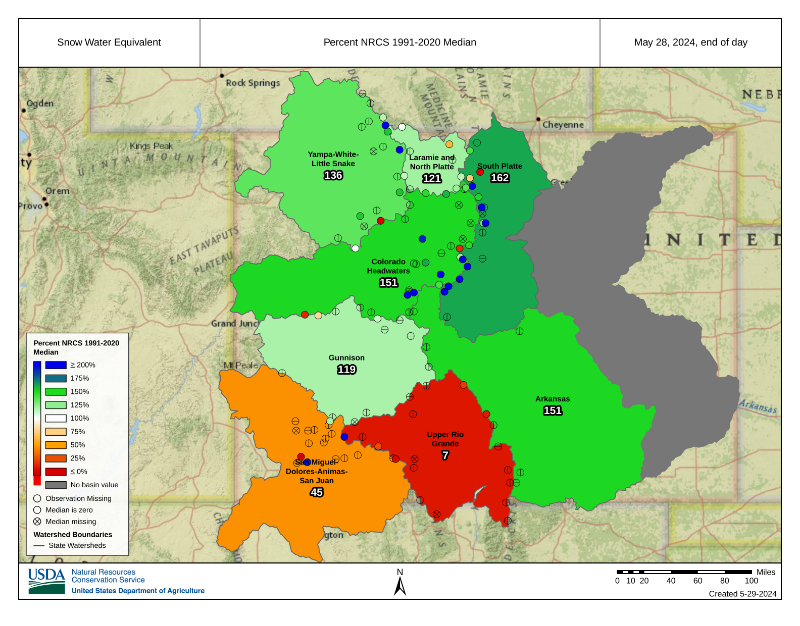 Snow Water Equivalent
Percent NRCS 1991-2020 Median
May 28, 2024, end of day
Rock Springs
Ogden
Cheyenne
Kings Peak
UINTA MOUNTAINS
Orem
Provo
EAST TAVAPUTS
PLATEAU
MEDICINE
UNITED
Yampa-White-
Little Snake
136
Laramie and
North Platte
121
South Platte
162
Colorado
Headwaters
151
Grand Junc
Mt Peale
Gunnison
119
Arkansas
151
Arkansas
Upper Rio
Grande
7
San Miguel-
Dolores-Animas-
San Juan
45
gton
Percent NRCS 1991-2020
Median
≥ 200%
175%
150%
125%
100%
75%
50%
25%
≤ 0%
No basin value
Observation Missing
Median is zero
Median missing
Watershed Boundaries
State Watersheds
USDA
Natural Resources
Conservation Service
United States Department of Agriculture
N
Miles
0 10 20 40 60 80 100
Created 5-29-2024